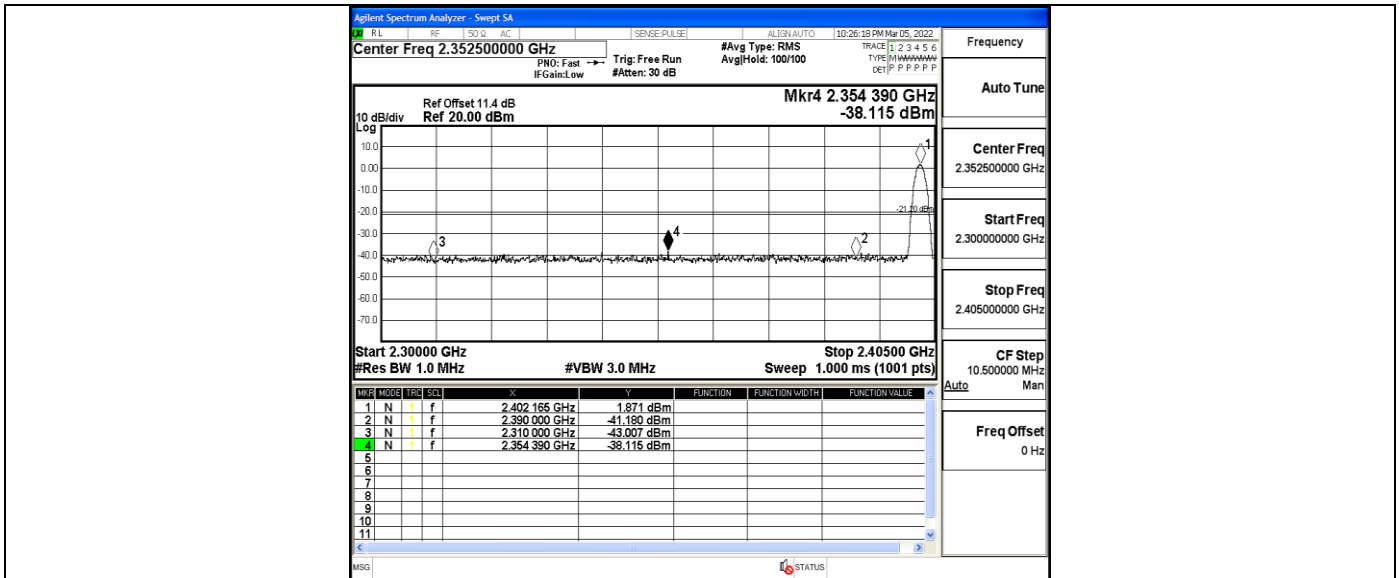 Agilent Spectrum Analyzer - Swept SA
R L RF 50 Ω AC SENSE:PULSE ALIGN AUTO 10:26:18 PM Mar 05, 2022
Center Freq 2.352500000 GHz
PNO: Fast
IFGain:Low
Trig: Free Run
#Atten: 30 dB
#Avg Type: RMS
Avg|Hold: 100/100
TRACE 1 2 3 4 5 6
TYPE M W W W W W
DET P P P P P P
Mkr4 2.354 390 GHz
-38.115 dBm
Ref Offset 11.4 dB
10 dB/div Ref 20.00 dBm
Log
10.0
0.00
-10.0
-20.0
-30.0
-40.0
-50.0
-60.0
-70.0
1
-21.20 dBm
2
3
4
Start 2.30000 GHz Stop 2.40500 GHz
#Res BW 1.0 MHz #VBW 3.0 MHz Sweep 1.000 ms (1001 pts)
MKR MODE TRC SCL X Y FUNCTION FUNCTION WIDTH FUNCTION VALUE
1 N 1 f 2.402 165 GHz 1.871 dBm
2 N 1 f 2.390 000 GHz -41.180 dBm
3 N 1 f 2.310 000 GHz -43.007 dBm
4 N 1 f 2.354 390 GHz -38.115 dBm
5
6
7
8
9
10
11
MSG STATUS
Frequency
Auto Tune
Center Freq
2.352500000 GHz
Start Freq
2.300000000 GHz
Stop Freq
2.405000000 GHz
CF Step
10.500000 MHz
Auto Man
Freq Offset
0 Hz